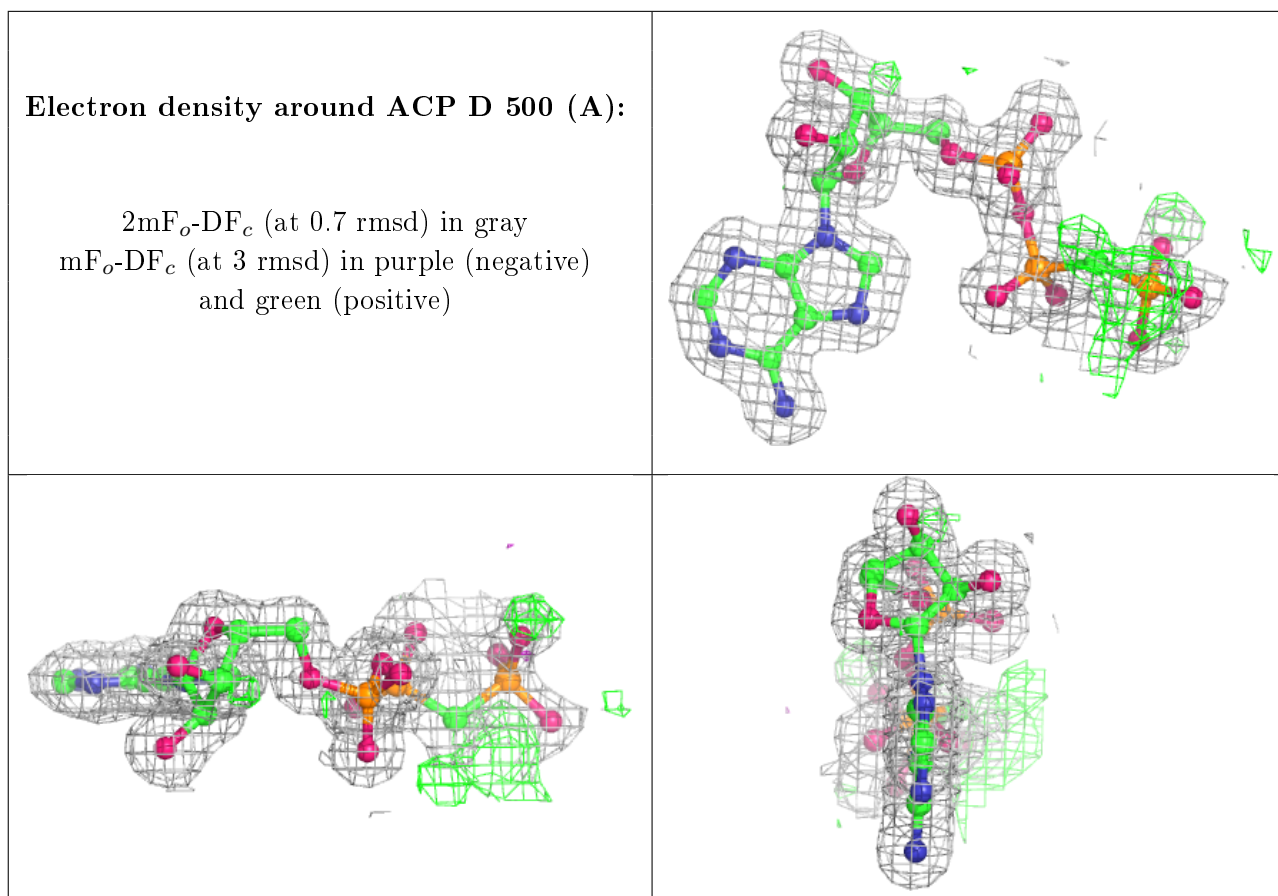 Electron density around ACP D 500 (A):
2mFo-DFc (at 0.7 rmsd) in gray
mFo-DFc (at 3 rmsd) in purple (negative)
and green (positive)